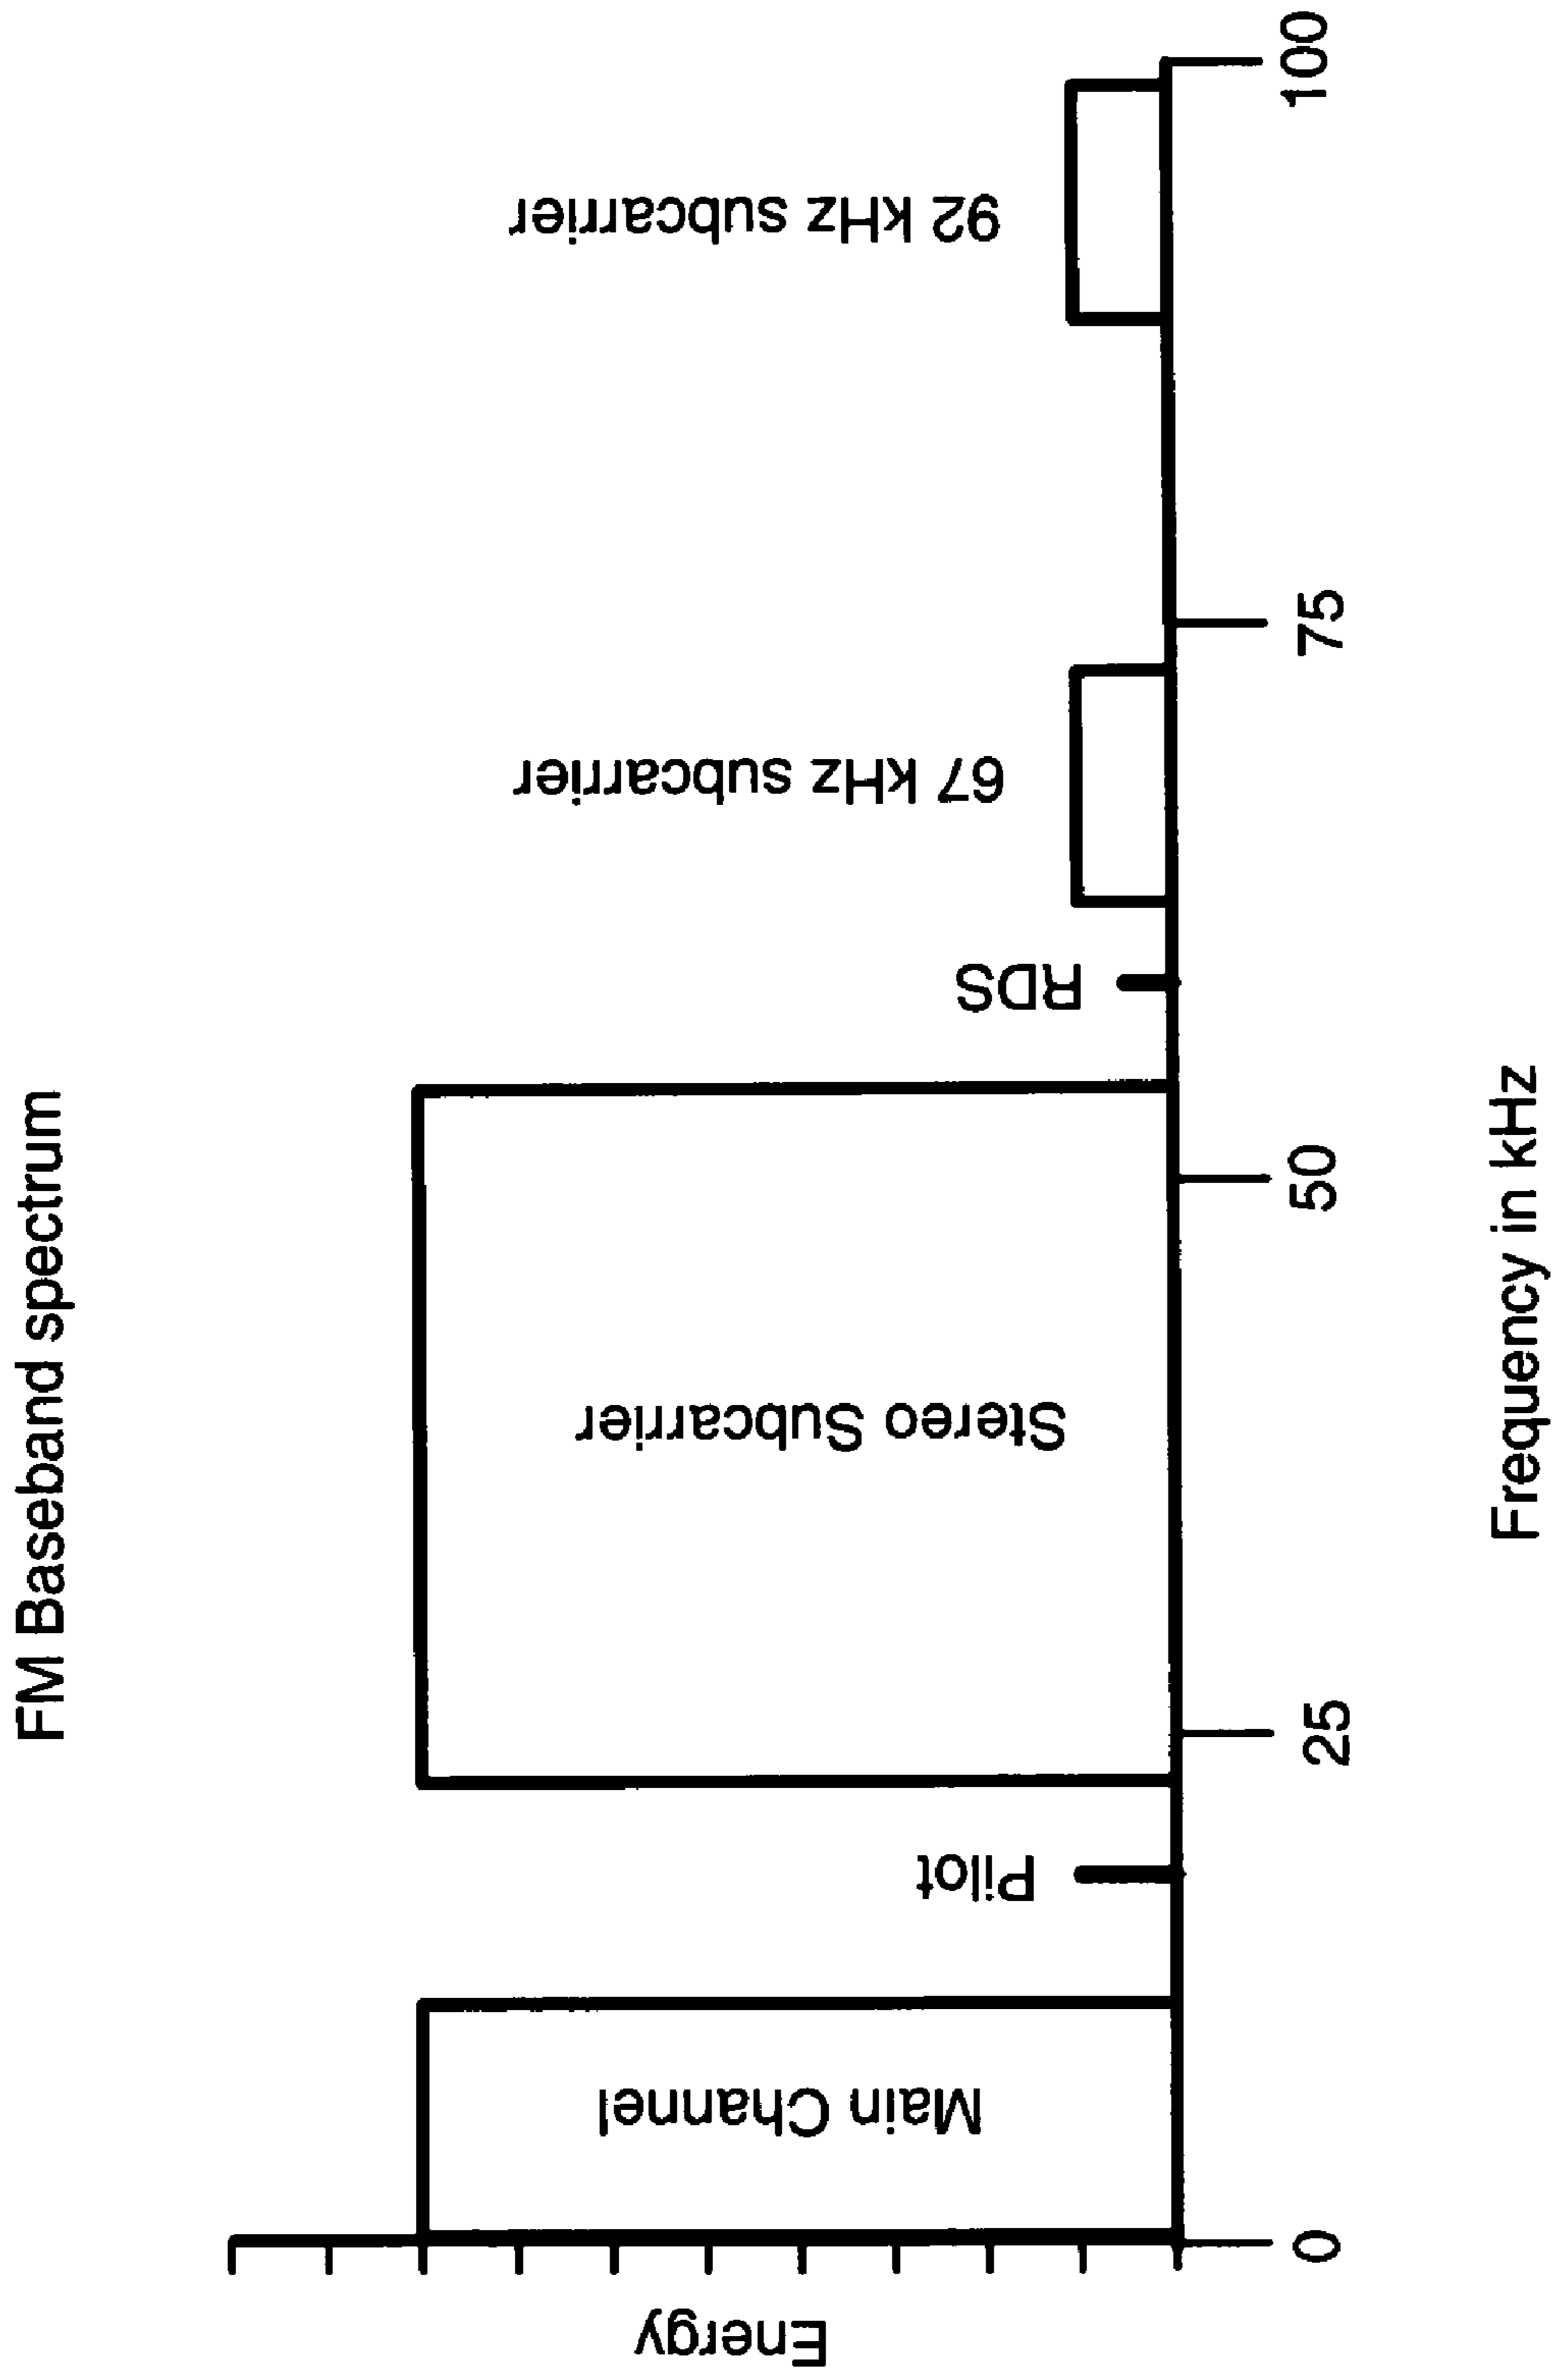 FM Baseband spectrum
Energy
Main Channel
Pilot
Stereo Subcarrier
RDS
67 kHz subcarrier
92 kHz subcarrier
0
25
50
75
100
Frequency in kHz